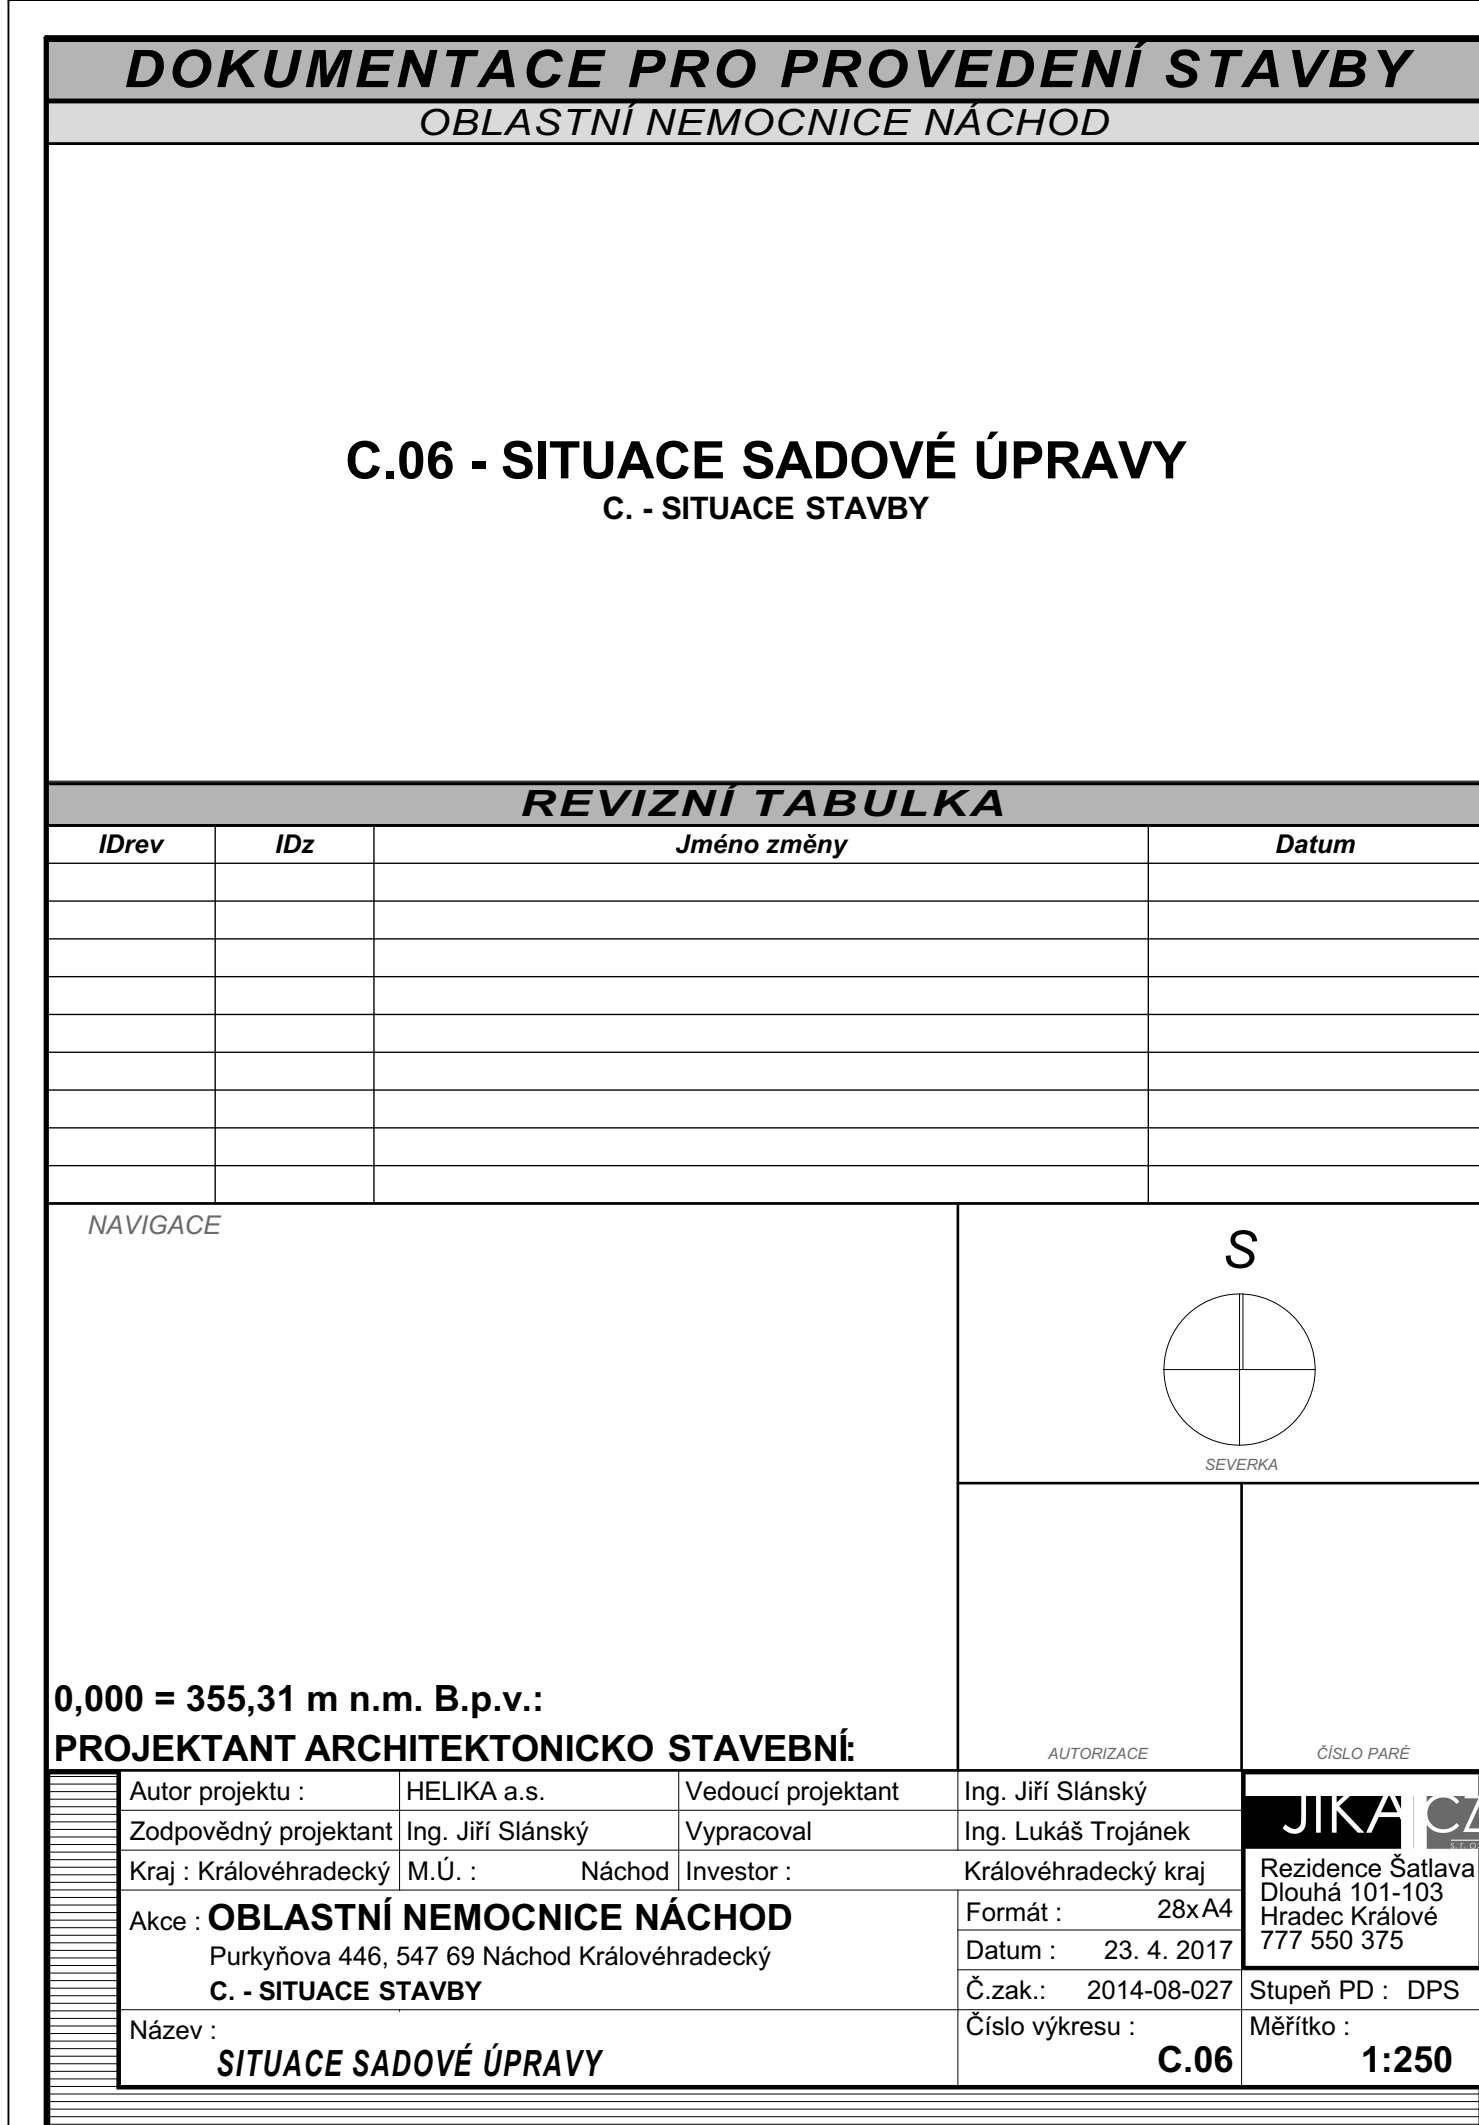 DOKUMENTACE PRO PROVEDENÍ STAVBY
OBLASTNÍ NEMOCNICE NÁCHOD
C.06 - SITUACE SADOVÉ ÚPRAVY
C. - SITUACE STAVBY
REVIZNÍ TABULKA
IDrev IDz Jméno změny Datum
NAVIGACE
S
SEVERKA
0,000 = 355,31 m n.m. B.p.v.:
PROJEKTANT ARCHITEKTONICKO STAVEBNÍ:
AUTORIZACE ČÍSLO PARÉ
Autor projektu : HELIKA a.s. Vedoucí projektant Ing. Jiří Slánský
Zodpovědný projektant Ing. Jiří Slánský Vypracoval Ing. Lukáš Trojánek
Kraj : Královéhradecký M.Ú. : Náchod Investor : Královéhradecký kraj
JIKA CZ
s.r.o.
Rezidence Šatlava
Dlouhá 101-103
Hradec Králové
777 550 375
Akce : OBLASTNÍ NEMOCNICE NÁCHOD
Purkyňova 446, 547 69 Náchod Královéhradecký
C. - SITUACE STAVBY
Formát : 28xA4
Datum : 23. 4. 2017
Č.zak.: 2014-08-027 Stupeň PD : DPS
Název :
SITUACE SADOVÉ ÚPRAVY
Číslo výkresu :
C.06
Měřítko :
1:250